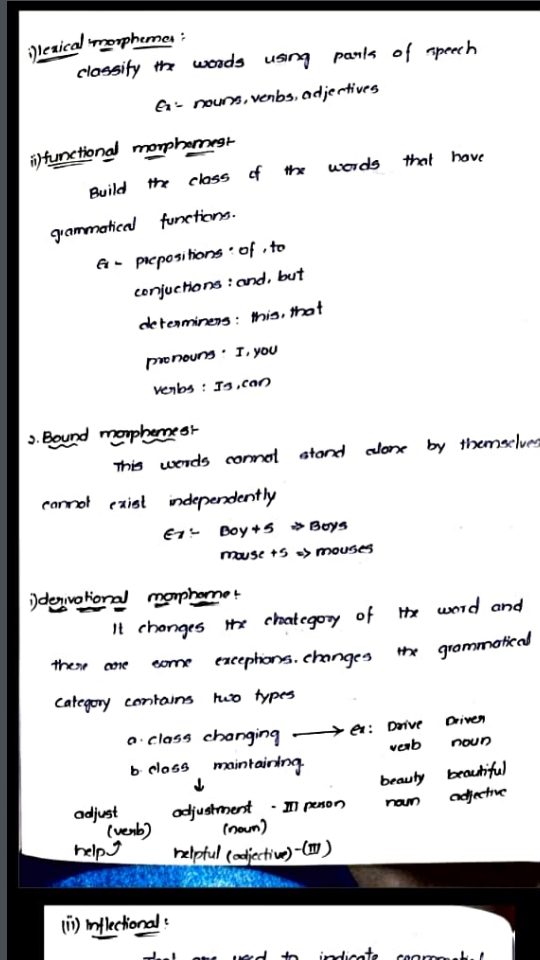 i) lexical morphemes :
classify the words using parts of speech
Ex :- nouns, verbs, adjectives
ii) functional morphemes :-
Build the class of the words that have
grammatical functions.
Ex - prepositions : of , to
conjuctions : and, but
determiners : this, that
pronouns : I, you
verbs : Is, can
2. Bound morphemes :-
This words cannot stand alone by themselves
cannot exist independently
Ex :- Boy + s => Boys
mouse + s => mouses
i) derivational morpheme :-
It changes the chategory of the word and
there are some exceptions. changes the grammatical
category contains two types
a. class changing → ex : Drive Driver
verb noun
b. class maintaining.
beauty beautiful
noun adjective
adjust adjustment - III person
(verb) (noun)
help helpful (adjective) - (III)
(ii) Inflectional :
used to indicate